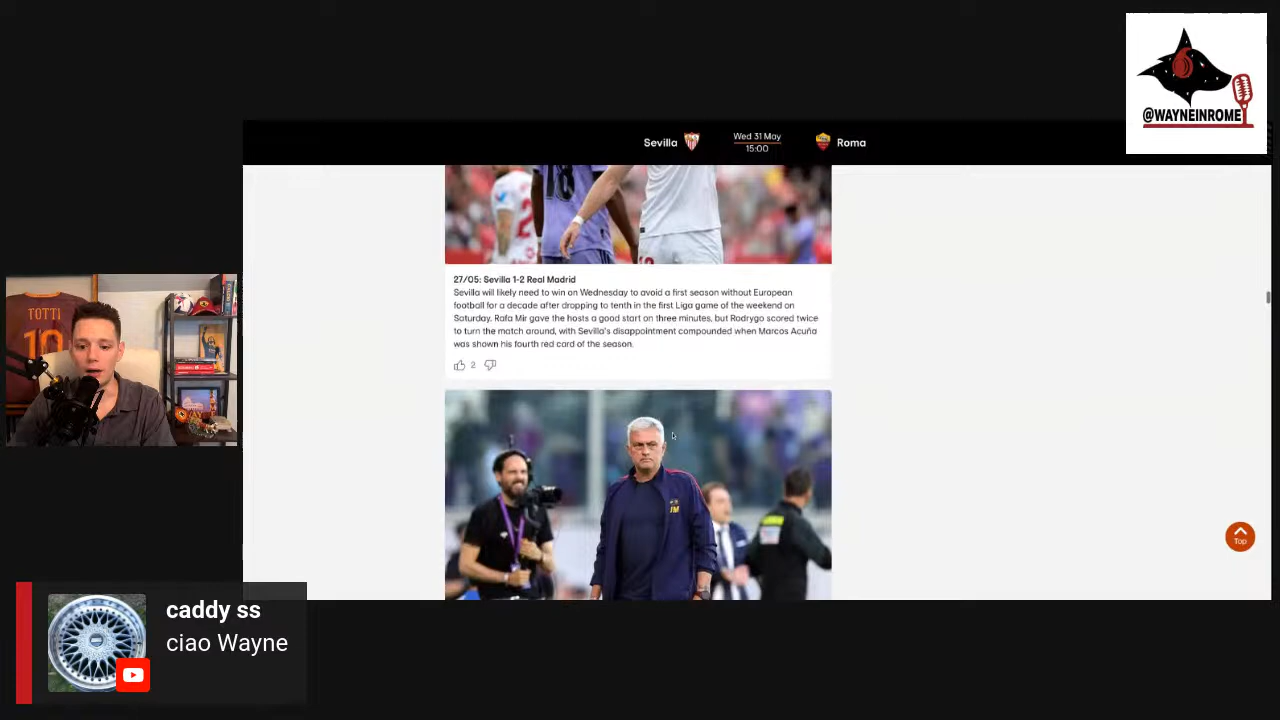 @WAYNEINROME
Sevilla
Wed 31 May
15:00
Roma
27/05: Sevilla 1-2 Real Madrid
Sevilla will likely need to win on Wednesday to avoid a first season without European
football for a decade after dropping to tenth in the first Liga game of the weekend on
Saturday. Rafa Mir gave the hosts a good start on three minutes, but Rodrygo scored twice
to turn the match around, with Sevilla's disappointment compounded when Marcos Acuña
was shown his fourth red card of the season.
2
TOTTI
10
18
JM
Top
caddy ss
ciao Wayne